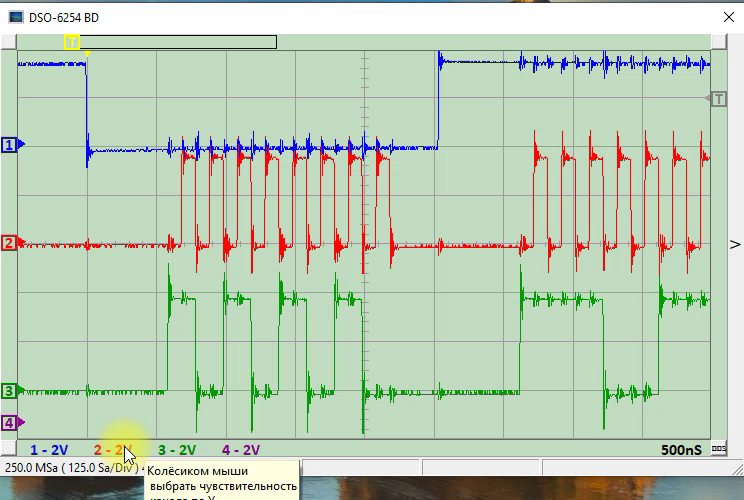 DSO-6254 BD
T
T
1
2
>
3
4
1 - 2V 2 - 2V 3 - 2V 4 - 2V 500nS DDS
250.0 MSa ( 125.0 Sa/Div )
Колёсиком мыши
выбрать чувствительность